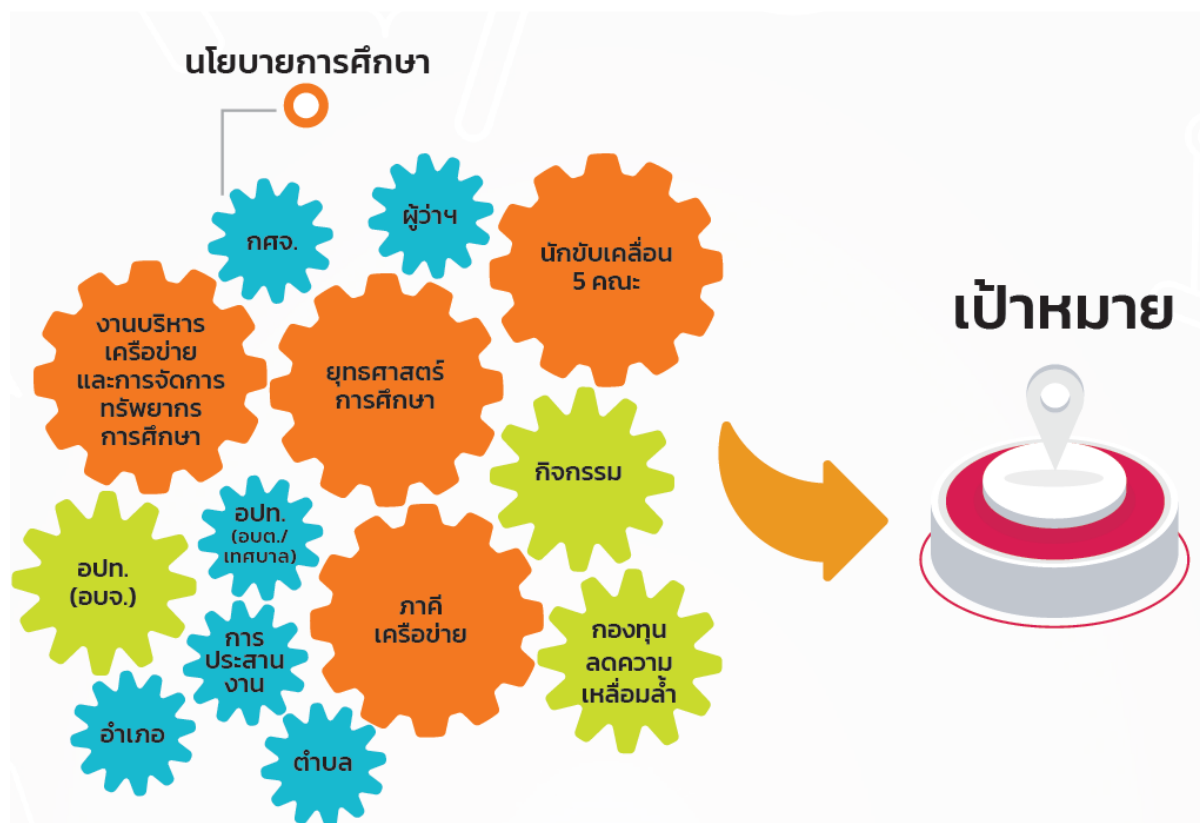 นโยบายการศึกษา
กศจ.
ผู้ว่าฯ
นักขับเคลื่อน
5 คณะ
งานบริหาร
เครือข่าย
และการจัดการ
ทรัพยากร
การศึกษา
ยุทธศาสตร์
การศึกษา
เป้าหมาย
กิจกรรม
อปท.
(อบต./
เทศบาล)
อปท.
(อบจ.)
ภาคี
เครือข่าย
กองทุน
ลดความ
เหลื่อมล้ำ
การ
ประสาน
งาน
อำเภอ
ตำบล